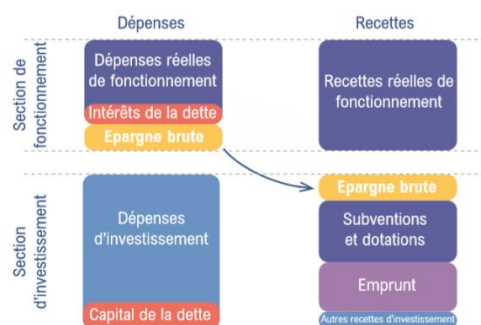 Dépenses
Recettes
Section de
fonctionnement
Dépenses réelles
de fonctionnement
Intérêts de la dette
Epargne brute
Recettes réelles de
fonctionnement
Section
d'investissement
Dépenses
d'investissement
Capital de la dette
Epargne brute
Subventions
et dotations
Emprunt
Autres recettes d'investissement